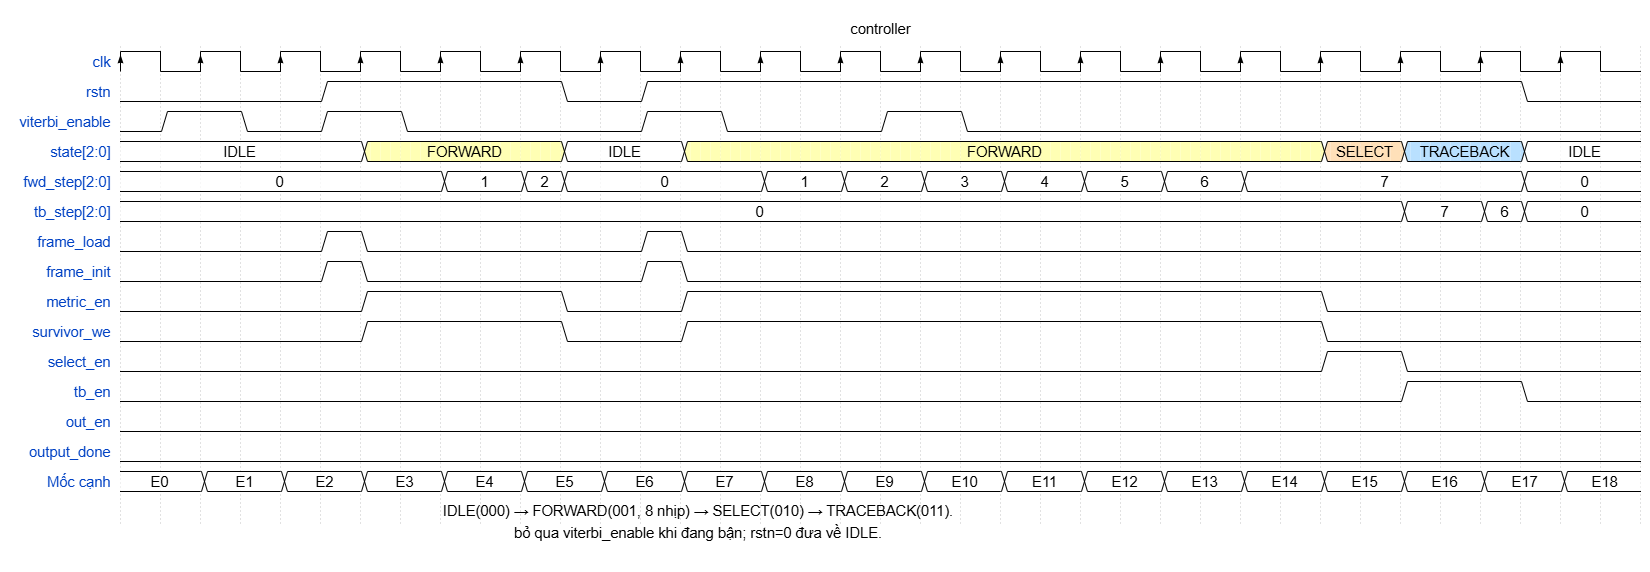 controller
clk
rstn
viterbi_enable
state[2:0] IDLE FORWARD IDLE FORWARD SELECT TRACEBACK IDLE
fwd_step[2:0] 0 1 2 0 1 2 3 4 5 6 7 0
tb_step[2:0] 0 7 6 0
frame_load
frame_init
metric_en
survivor_we
select_en
tb_en
out_en
output_done
Mốc cạnh E0 E1 E2 E3 E4 E5 E6 E7 E8 E9 E10 E11 E12 E13 E14 E15 E16 E17 E18
IDLE(000) → FORWARD(001, 8 nhịp) → SELECT(010) → TRACEBACK(011).
bỏ qua viterbi_enable khi đang bận; rstn=0 đưa về IDLE.